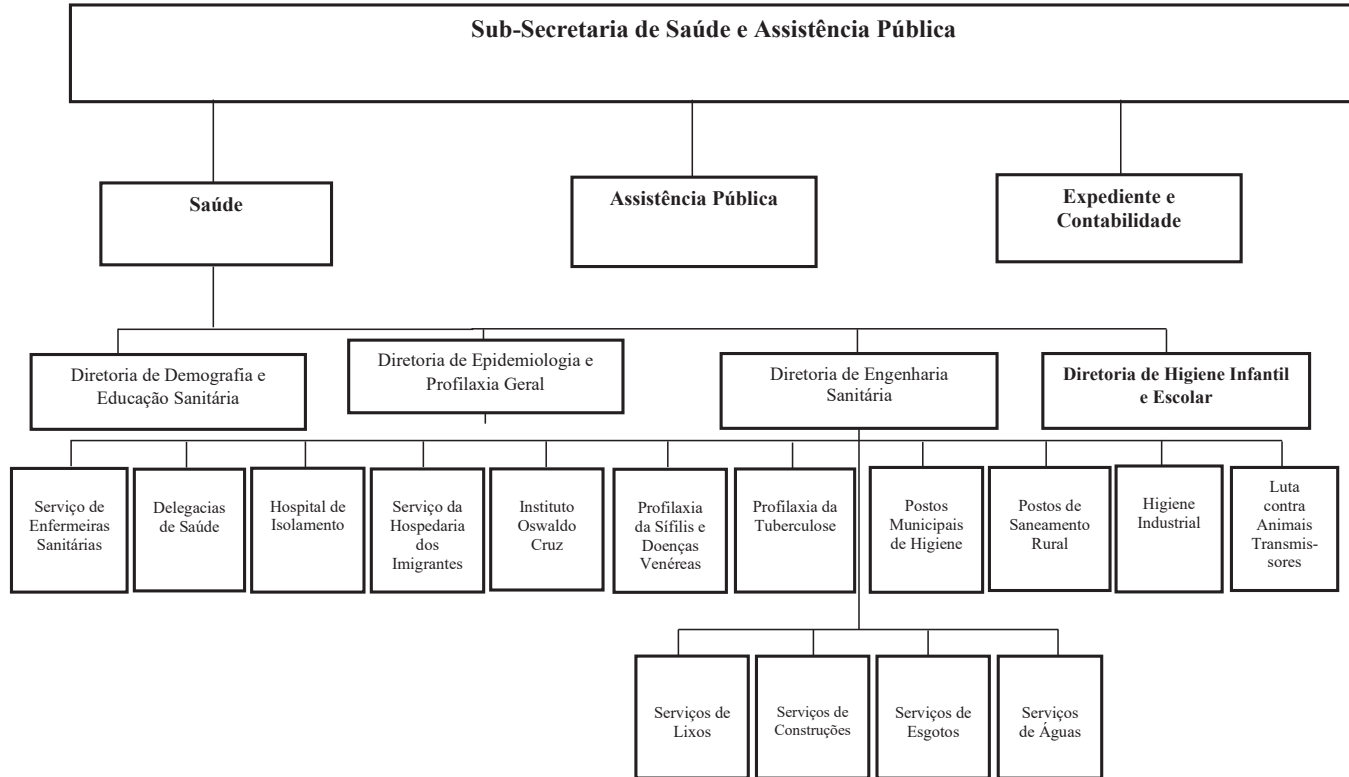 Sub-Secretaria de Saúde e Assistência Pública
Saúde
Assistência Pública
Expediente e
Contabilidade
Diretoria de Demografia e
Educação Sanitária
Diretoria de Epidemiologia e
Profilaxia Geral
Diretoria de Engenharia
Sanitária
Diretoria de Higiene Infantil
e Escolar
Serviço de
Enfermeiras
Sanitárias
Delegacias
de Saúde
Hospital de
Isolamento
Serviço da
Hospedaria
dos
Imigrantes
Instituto
Oswaldo
Cruz
Profilaxia
da Sífilis e
Doenças
Venéreas
Profilaxia da
Tuberculose
Postos
Municipais
de Higiene
Postos de
Saneamento
Rural
Higiene
Industrial
Luta
contra
Animais
Transmis-
sores
Serviços de
Lixos
Serviços de
Construções
Serviços de
Esgotos
Serviços
de Águas